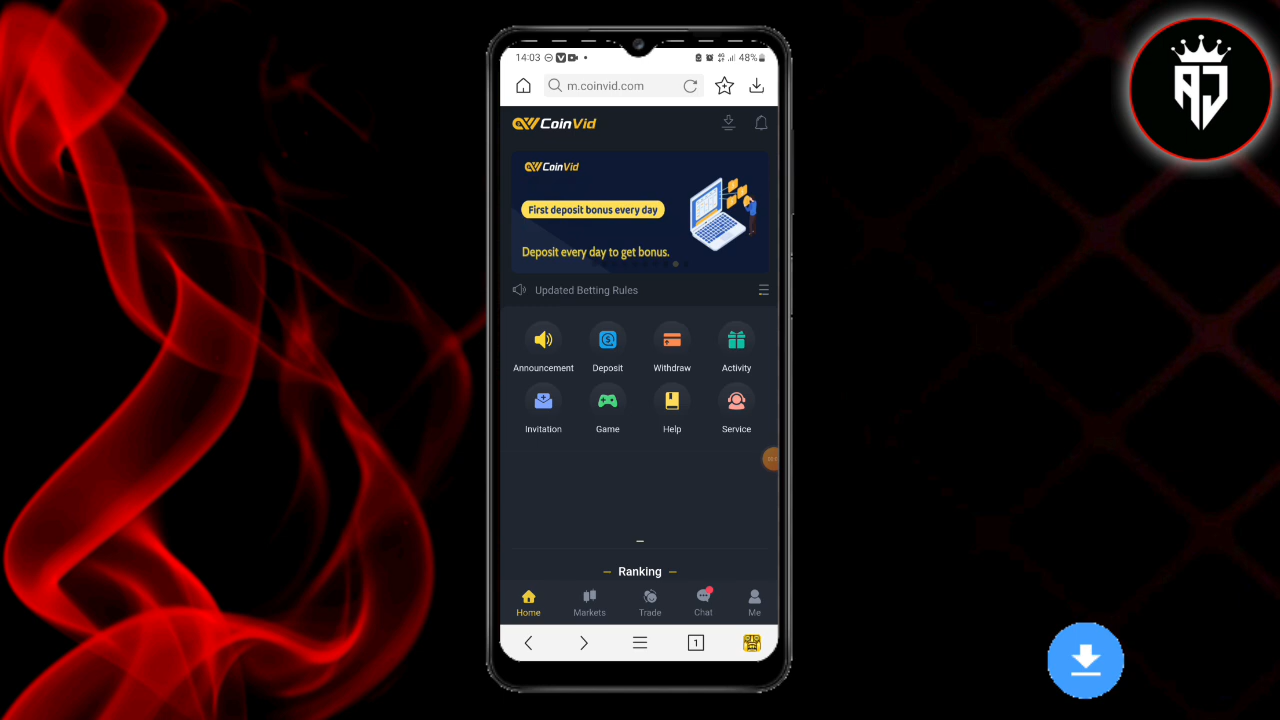 14:03
48%
m.coinvid.com
CoinVid
CoinVid
First deposit bonus every day
Deposit every day to get bonus.
Updated Betting Rules
Announcement Deposit Withdraw Activity
Invitation Game Help Service
Ranking
Home Markets Trade Chat Me
1
AJ